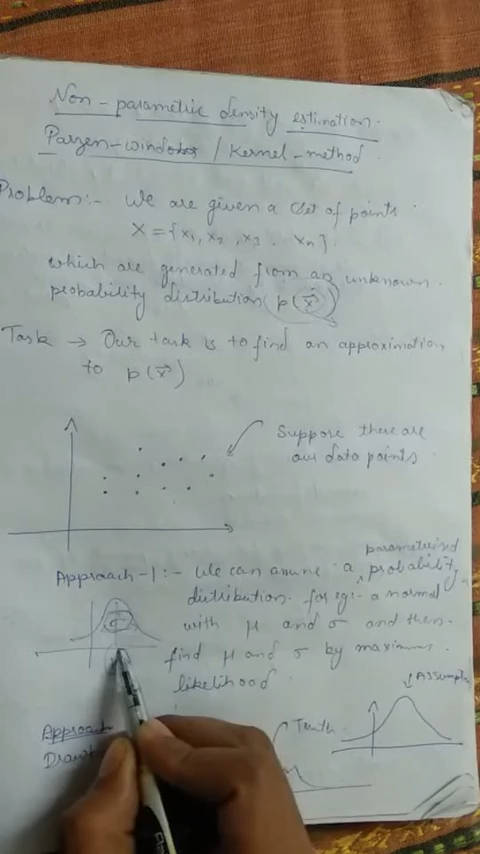 Non-parametric density estimation.
Parzen-windows / Kernel-method
Problem:- We are given a set of points
X = {x1, x2, x3 . xn}.
which are generated from an unknown
probability distribution p(x⃗)
Task → Our task is to find an approximation
to p(x⃗)
Suppose there are
our data points.
parameterised
Approach-1:- We can assume a probability
distribution. for eg:- a normal
with μ and σ and then
find μ and σ by maximum
likelihood.
σ
Assumption
Truth
Approach